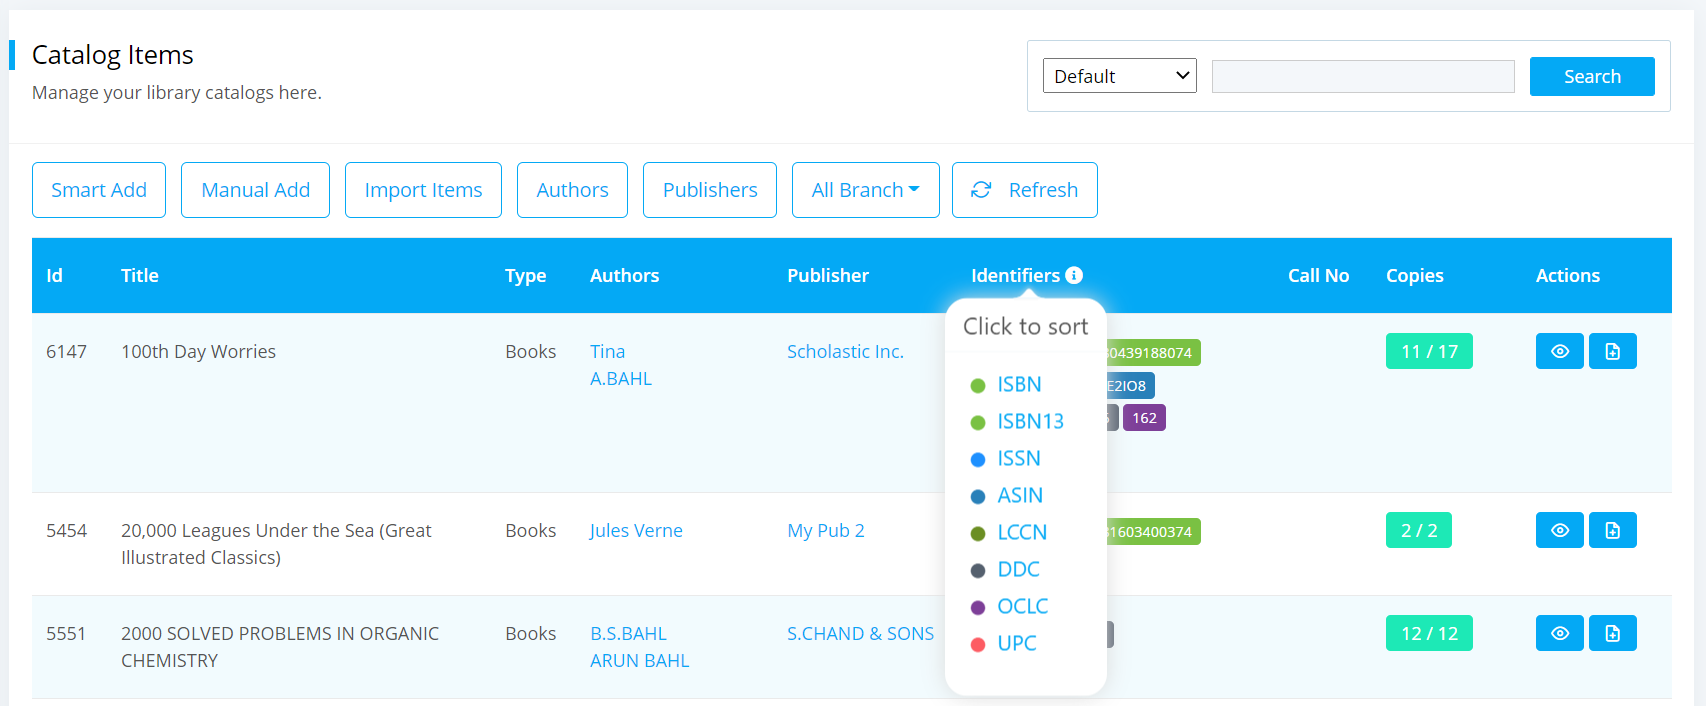 Catalog Items
Manage your library catalogs here.
Default
Search
Smart Add
Manual Add
Import Items
Authors
Publishers
All Branch
Refresh
Id Title Type Authors Publisher Identifiers Call No Copies Actions
Click to sort
ISBN
ISBN13
ISSN
ASIN
LCCN
DDC
OCLC
UPC
6147 100th Day Worries Books Tina Scholastic Inc. 0439188074 11 / 17
A.BAHL E2IO8
162
5454 20,000 Leagues Under the Sea (Great Books Jules Verne My Pub 2 1603400374 2 / 2
Illustrated Classics)
5551 2000 SOLVED PROBLEMS IN ORGANIC Books B.S.BAHL S.CHAND & SONS 12 / 12
CHEMISTRY ARUN BAHL